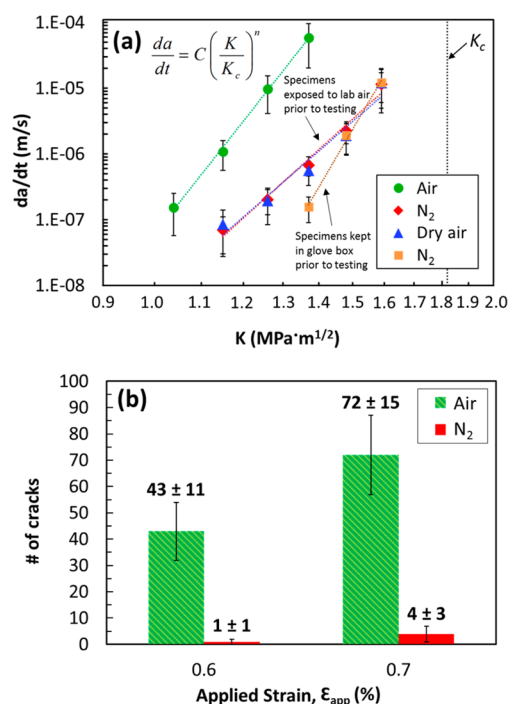 (a)
da/dt = C(K/Kc)^n
Kc
1.E-04
1.E-05
1.E-06
1.E-07
1.E-08
da/dt (m/s)
Specimens
exposed to lab air
prior to testing
Specimens kept
in glove box
prior to testing
Air
N2
Dry air
N2
0.9 1.0 1.1 1.2 1.3 1.4 1.5 1.6 1.7 1.8 1.9 2.0
K (MPa·m1/2)
(b)
Air
N2
100
90
80
70
60
50
40
30
20
10
0
# of cracks
72 ± 15
43 ± 11
1 ± 1
4 ± 3
0.6 0.7
Applied Strain, Ɛapp (%)